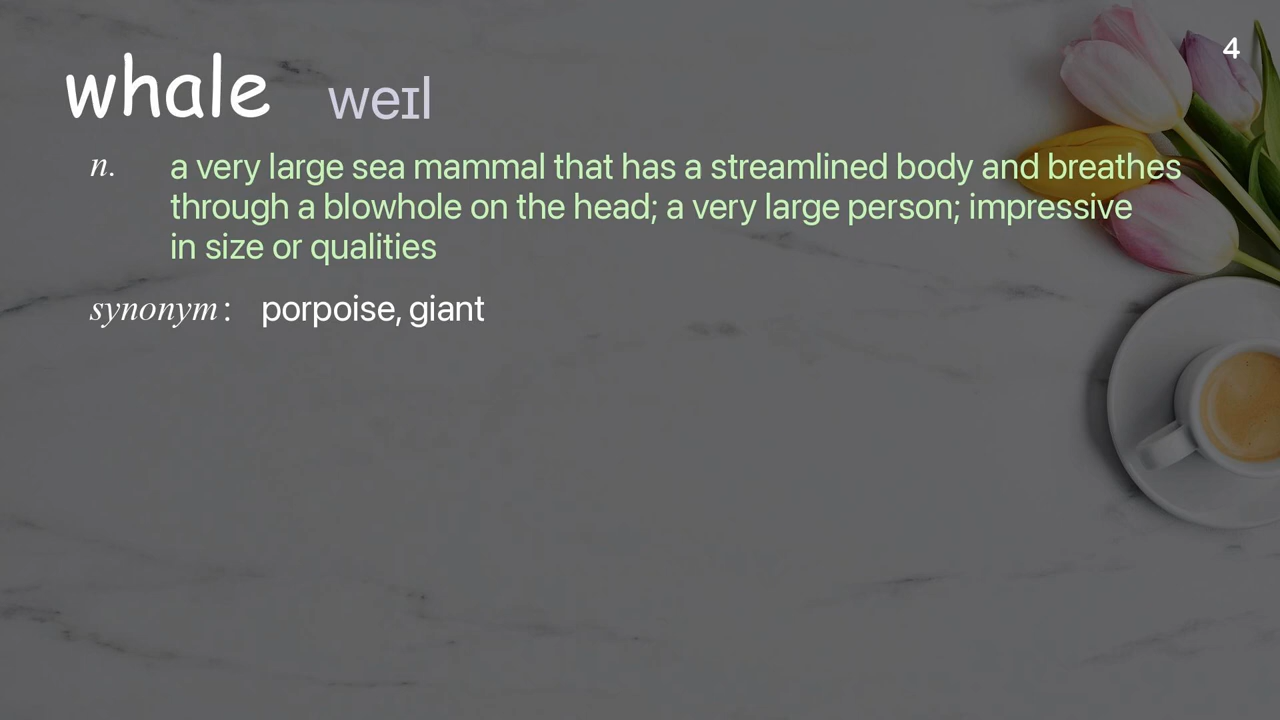 4
whale weɪl
n. a very large sea mammal that has a streamlined body and breathes
through a blowhole on the head; a very large person; impressive
in size or qualities
synonym: porpoise, giant